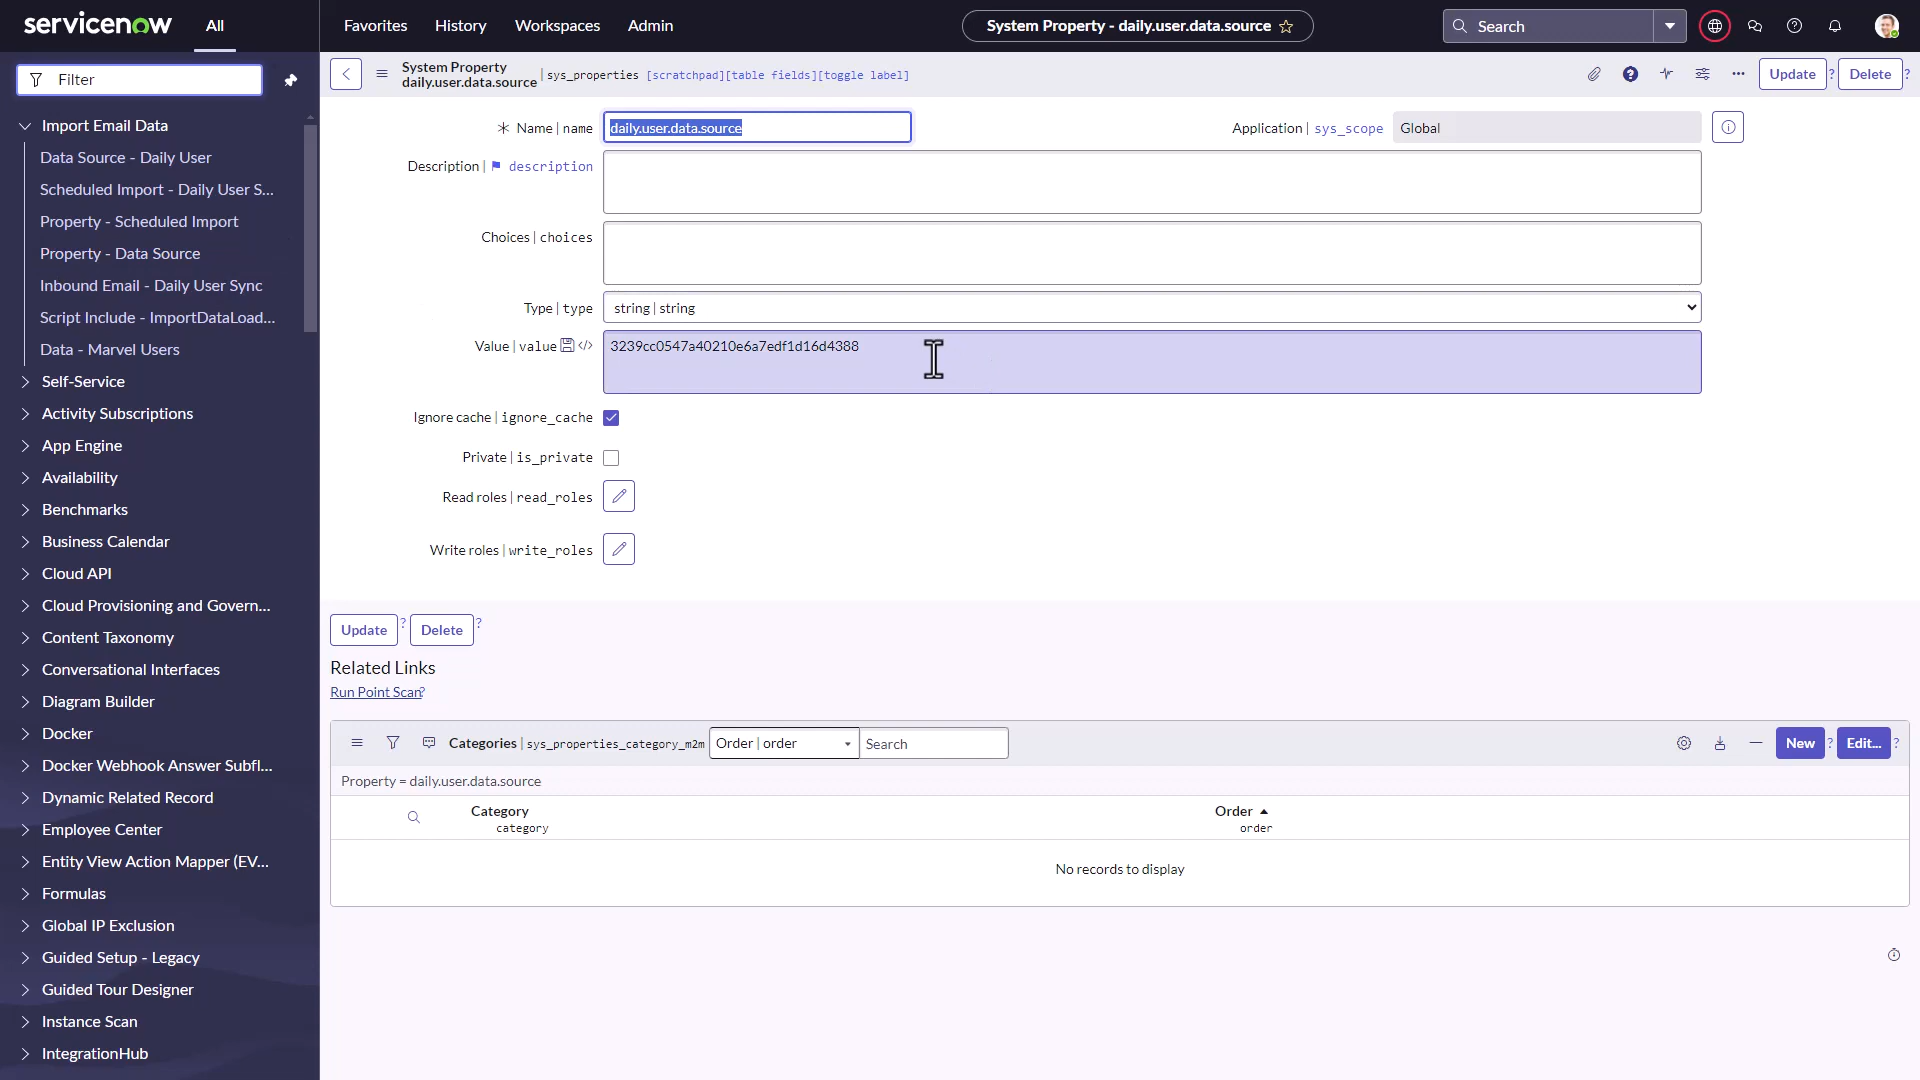 servicenow
All
Favorites
History
Workspaces
Admin
System Property - daily.user.data.source
Search
Filter
System Property
daily.user.data.source
sys_properties [scratchpad][table fields][toggle label]
Update ?
Delete ?
Import Email Data
Data Source - Daily User
Scheduled Import - Daily User S...
Property - Scheduled Import
Property - Data Source
Inbound Email - Daily User Sync
Script Include - ImportDataLoad...
Data - Marvel Users
Self-Service
Activity Subscriptions
App Engine
Availability
Benchmarks
Business Calendar
Cloud API
Cloud Provisioning and Govern...
Content Taxonomy
Conversational Interfaces
Diagram Builder
Docker
Docker Webhook Answer Subfl...
Dynamic Related Record
Employee Center
Entity View Action Mapper (EV...
Formulas
Global IP Exclusion
Guided Setup - Legacy
Guided Tour Designer
Instance Scan
IntegrationHub
Name | name
daily.user.data.source
Application | sys_scope
Global
Description | description
Choices | choices
Type | type
string | string
Value | value
3239cc0547a40210e6a7edf1d16d4388
Ignore cache | ignore_cache
Private | is_private
Read roles | read_roles
Write roles | write_roles
Update ? Delete ?
Related Links
Run Point Scan?
Categories | sys_properties_category_m2m
Order | order
Search
New ? Edit... ?
Property = daily.user.data.source
Category
category
Order
order
No records to display